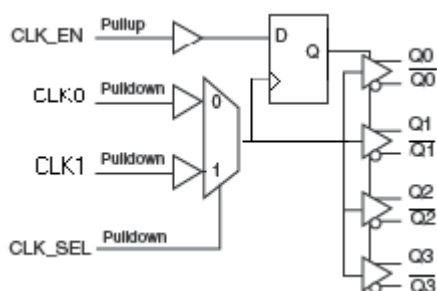 CLK_EN Pullup
D
Q
CLK0 Pulldown
0
CLK1 Pulldown
1
CLK_SEL Pulldown
Q0
Q0
Q1
Q1
Q2
Q2
Q3
Q3